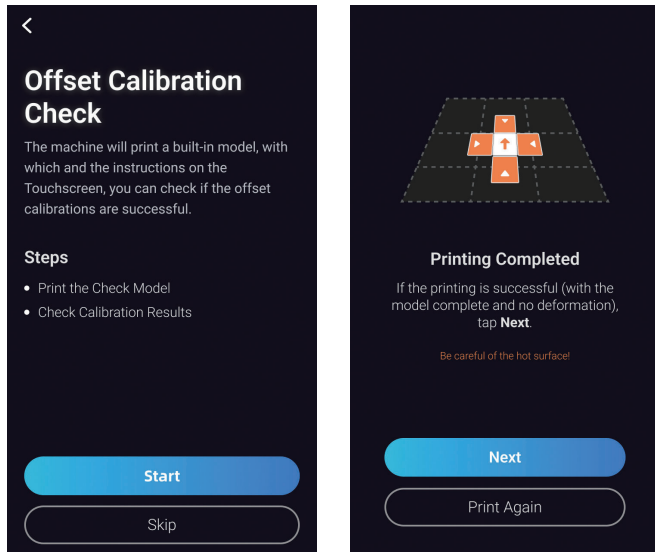 Offset Calibration
Check
The machine will print a built-in model, with
which and the instructions on the
Touchscreen, you can check if the offset
calibrations are successful.
Steps
• Print the Check Model
• Check Calibration Results
Start
Skip
Printing Completed
If the printing is successful (with the
model complete and no deformation),
tap Next.
Be careful of the hot surface!
Next
Print Again